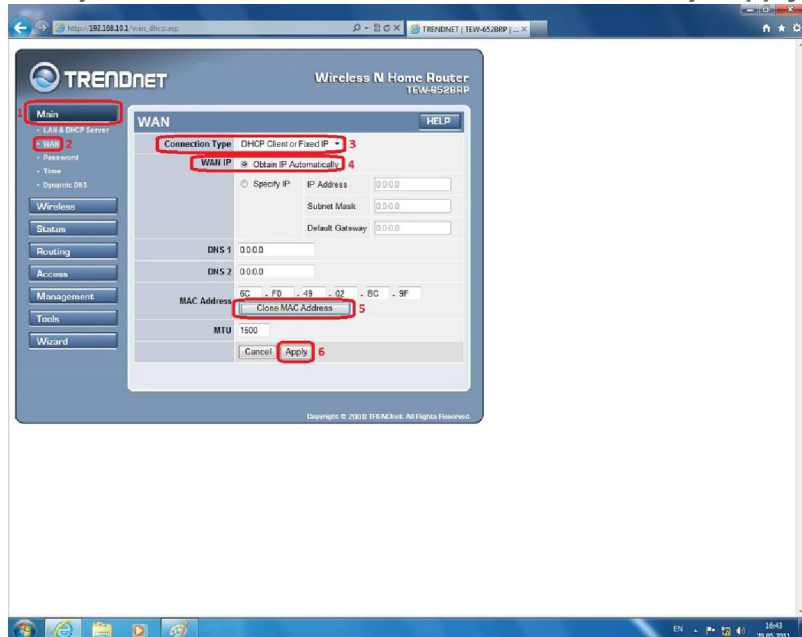 http://192.168.10.1/wan_dhcp.asp
TRENDNET | TEW-652BRP | ...
TRENDNET
Wireless N Home Router
TEW-652BRP
1 Main
LAN & DHCP Server
WAN 2
Password
Time
Dynamic DNS
Wireless
Status
Routing
Access
Management
Tools
Wizard
WAN
HELP
Connection Type DHCP Client or Fixed IP 3
WAN IP Obtain IP Automatically 4
Specify IP IP Address 0.0.0.0
Subnet Mask 0.0.0.0
Default Gateway 0.0.0.0
DNS 1 0.0.0.0
DNS 2 0.0.0.0
MAC Address 6C - F0 - 49 - 02 - BC - 9F
Clone MAC Address 5
MTU 1500
Cancel Apply 6
Copyright © 2008 TRENDnet. All Rights Reserved.
EN 16:43